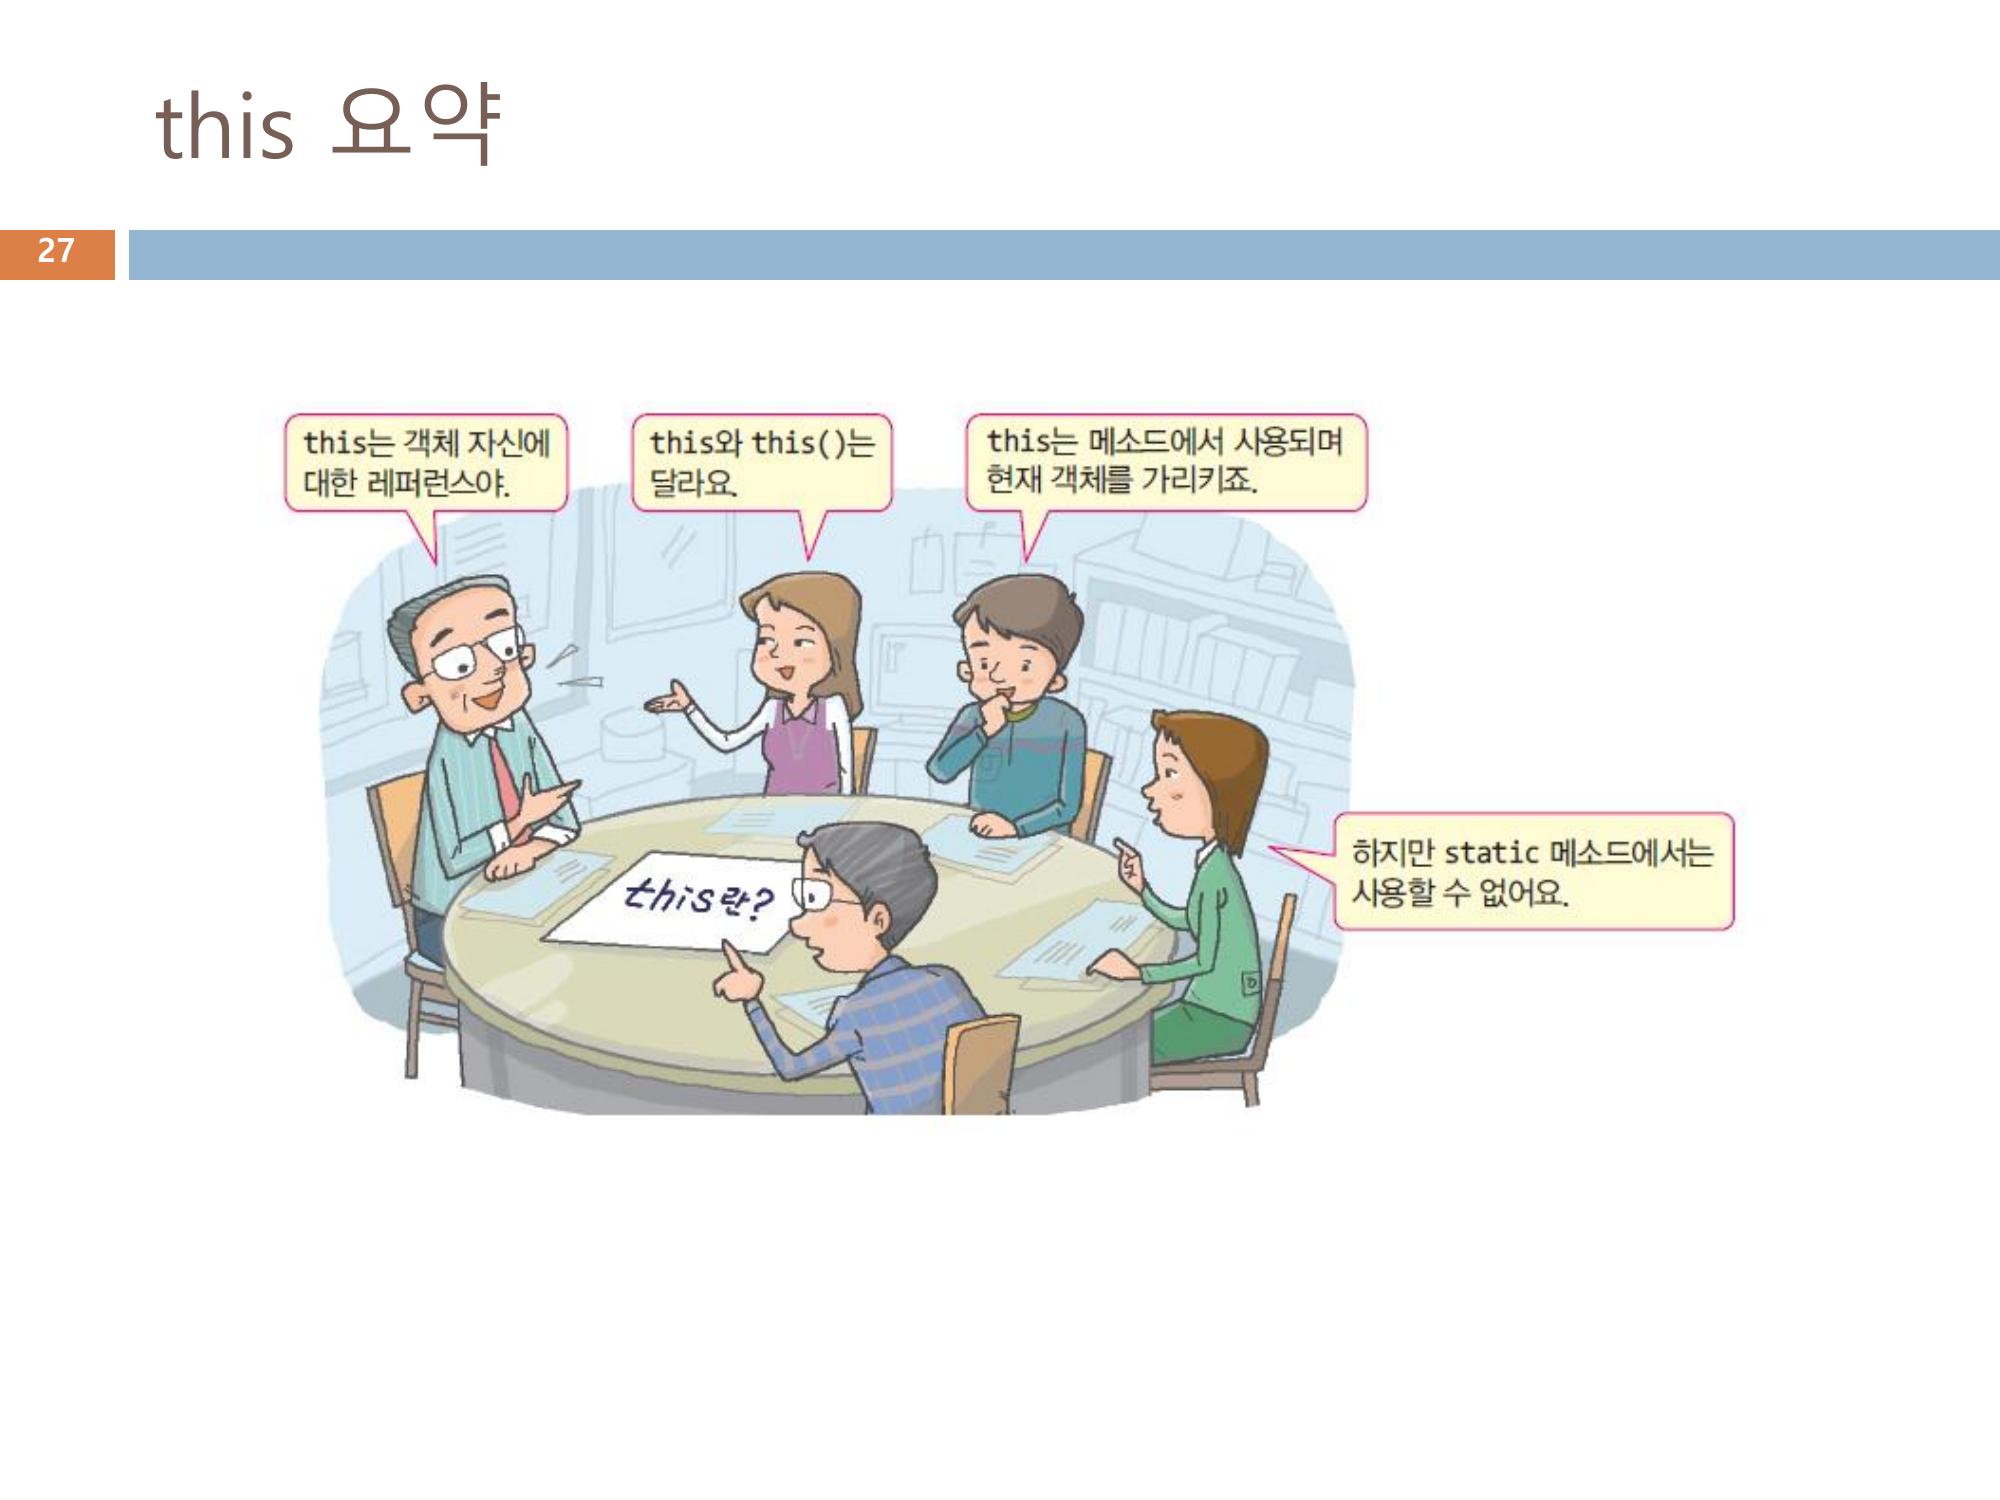 this 요약
27
this는 객체 자신에
대한 레퍼런스야.
this와 this()는
달라요.
this는 메소드에서 사용되며
현재 객체를 가리키죠.
하지만 static 메소드에서는
사용할 수 없어요.
this란?